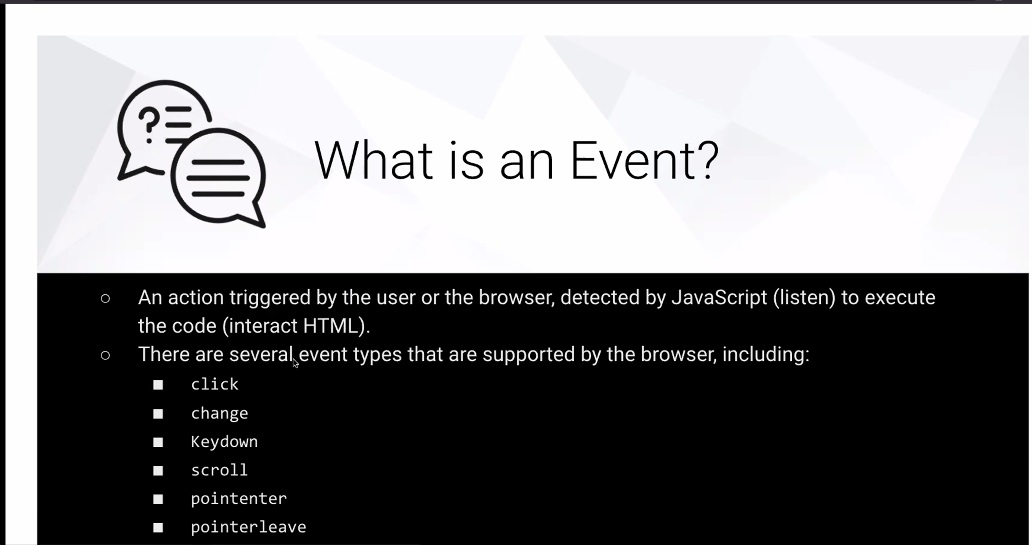 What is an Event?
An action triggered by the user or the browser, detected by JavaScript (listen) to execute
the code (interact HTML).
There are several event types that are supported by the browser, including:
click
change
Keydown
scroll
pointenter
pointerleave